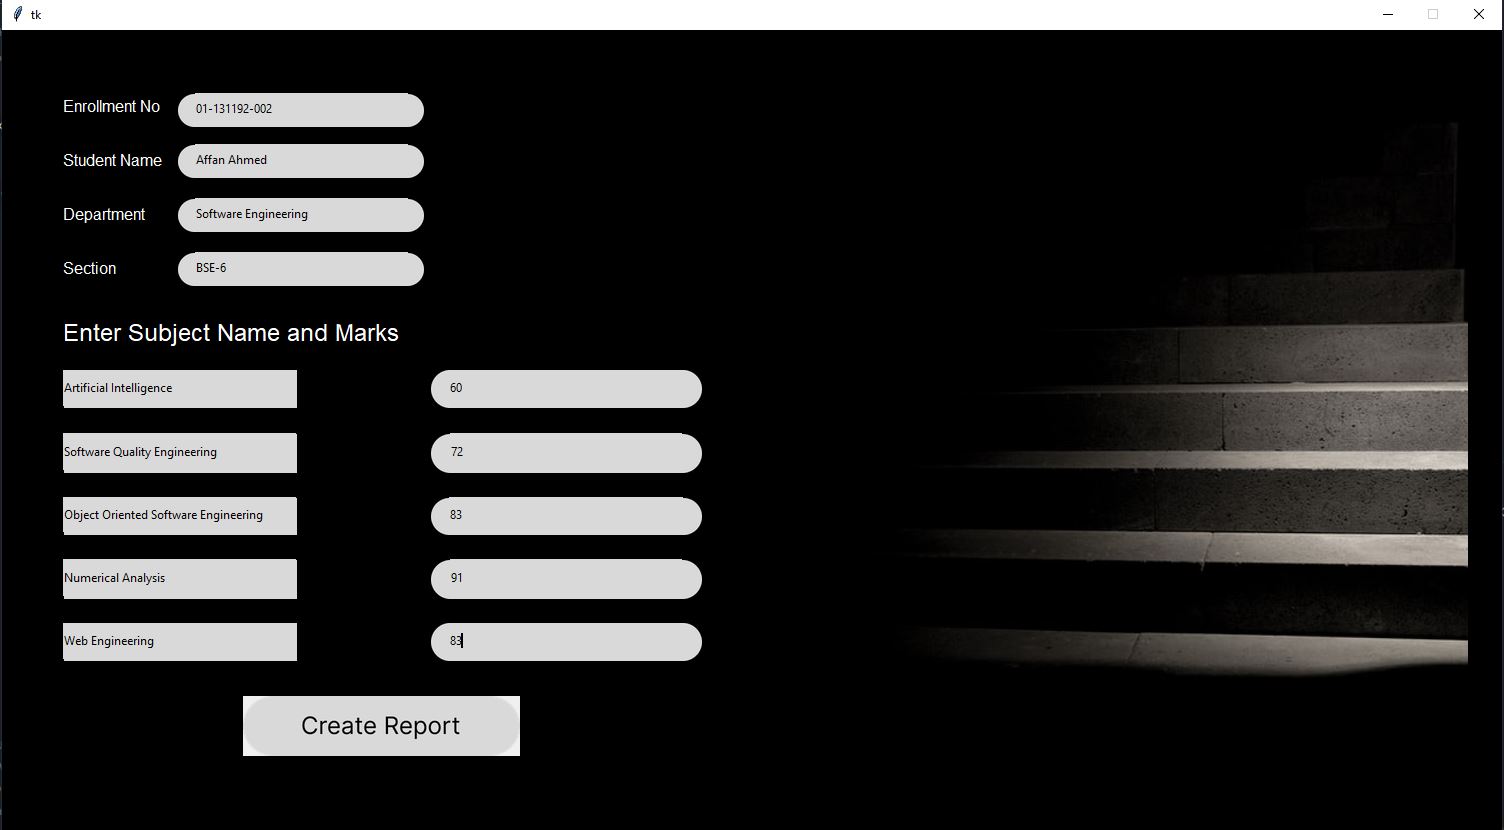 tk
Enrollment No 01-131192-002
Student Name Affan Ahmed
Department Software Engineering
Section BSE-6
Enter Subject Name and Marks
Artificial Intelligence 60
Software Quality Engineering 72
Object Oriented Software Engineering 83
Numerical Analysis 91
Web Engineering 83
Create Report